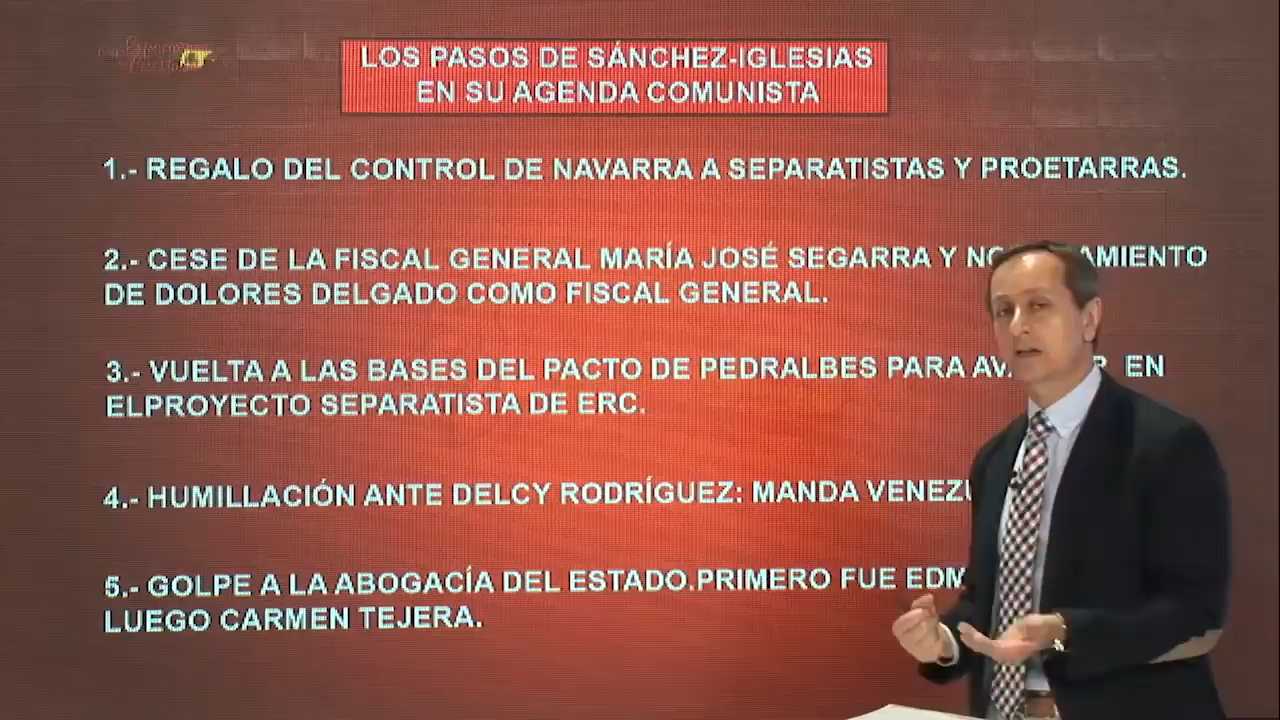 LOS PASOS DE SÁNCHEZ-IGLESIAS
EN SU AGENDA COMUNISTA
1.- REGALO DEL CONTROL DE NAVARRA A SEPARATISTAS Y PROETARRAS.
2.- CESE DE LA FISCAL GENERAL MARÍA JOSÉ SEGARRA Y
DE DOLORES DELGADO COMO FISCAL GENERAL.
3.- VUELTA A LAS BASES DEL PACTO DE PEDRALBES PARA EN
ELPROYECTO SEPARATISTA DE ERC.
4.- HUMILLACIÓN ANTE DELCY RODRÍGUEZ: MANDA
5.- GOLPE A LA ABOGACÍA DEL ESTADO.PRIMERO FUE
LUEGO CARMEN TEJERA.